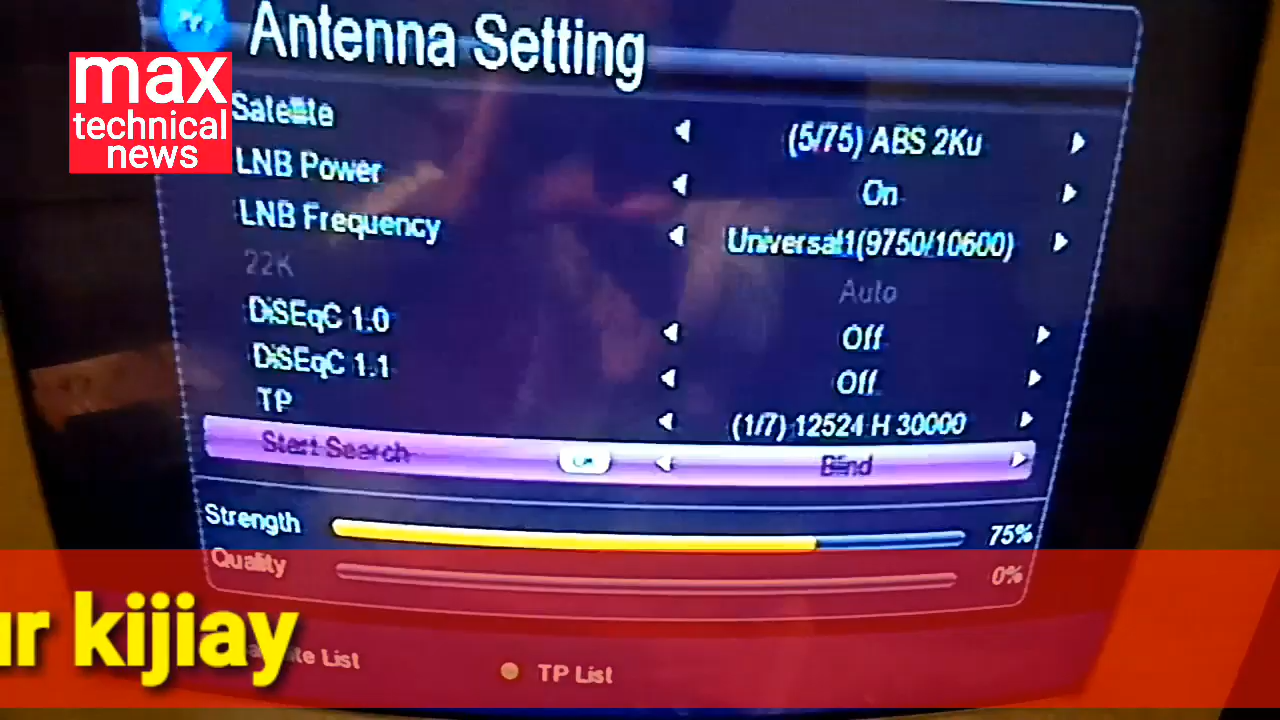 Antenna Setting
max
technical
news
Satellite
(5/75) ABS 2Ku
LNB Power
On
LNB Frequency
Universal1(9750/10600)
22K
Auto
DiSEqC 1.0
Off
DiSEqC 1.1
Off
TP
(1/7) 12524 H 30000
Start Search
OK
Blind
Strength
75%
Quality
0%
kijiay
List
TP List